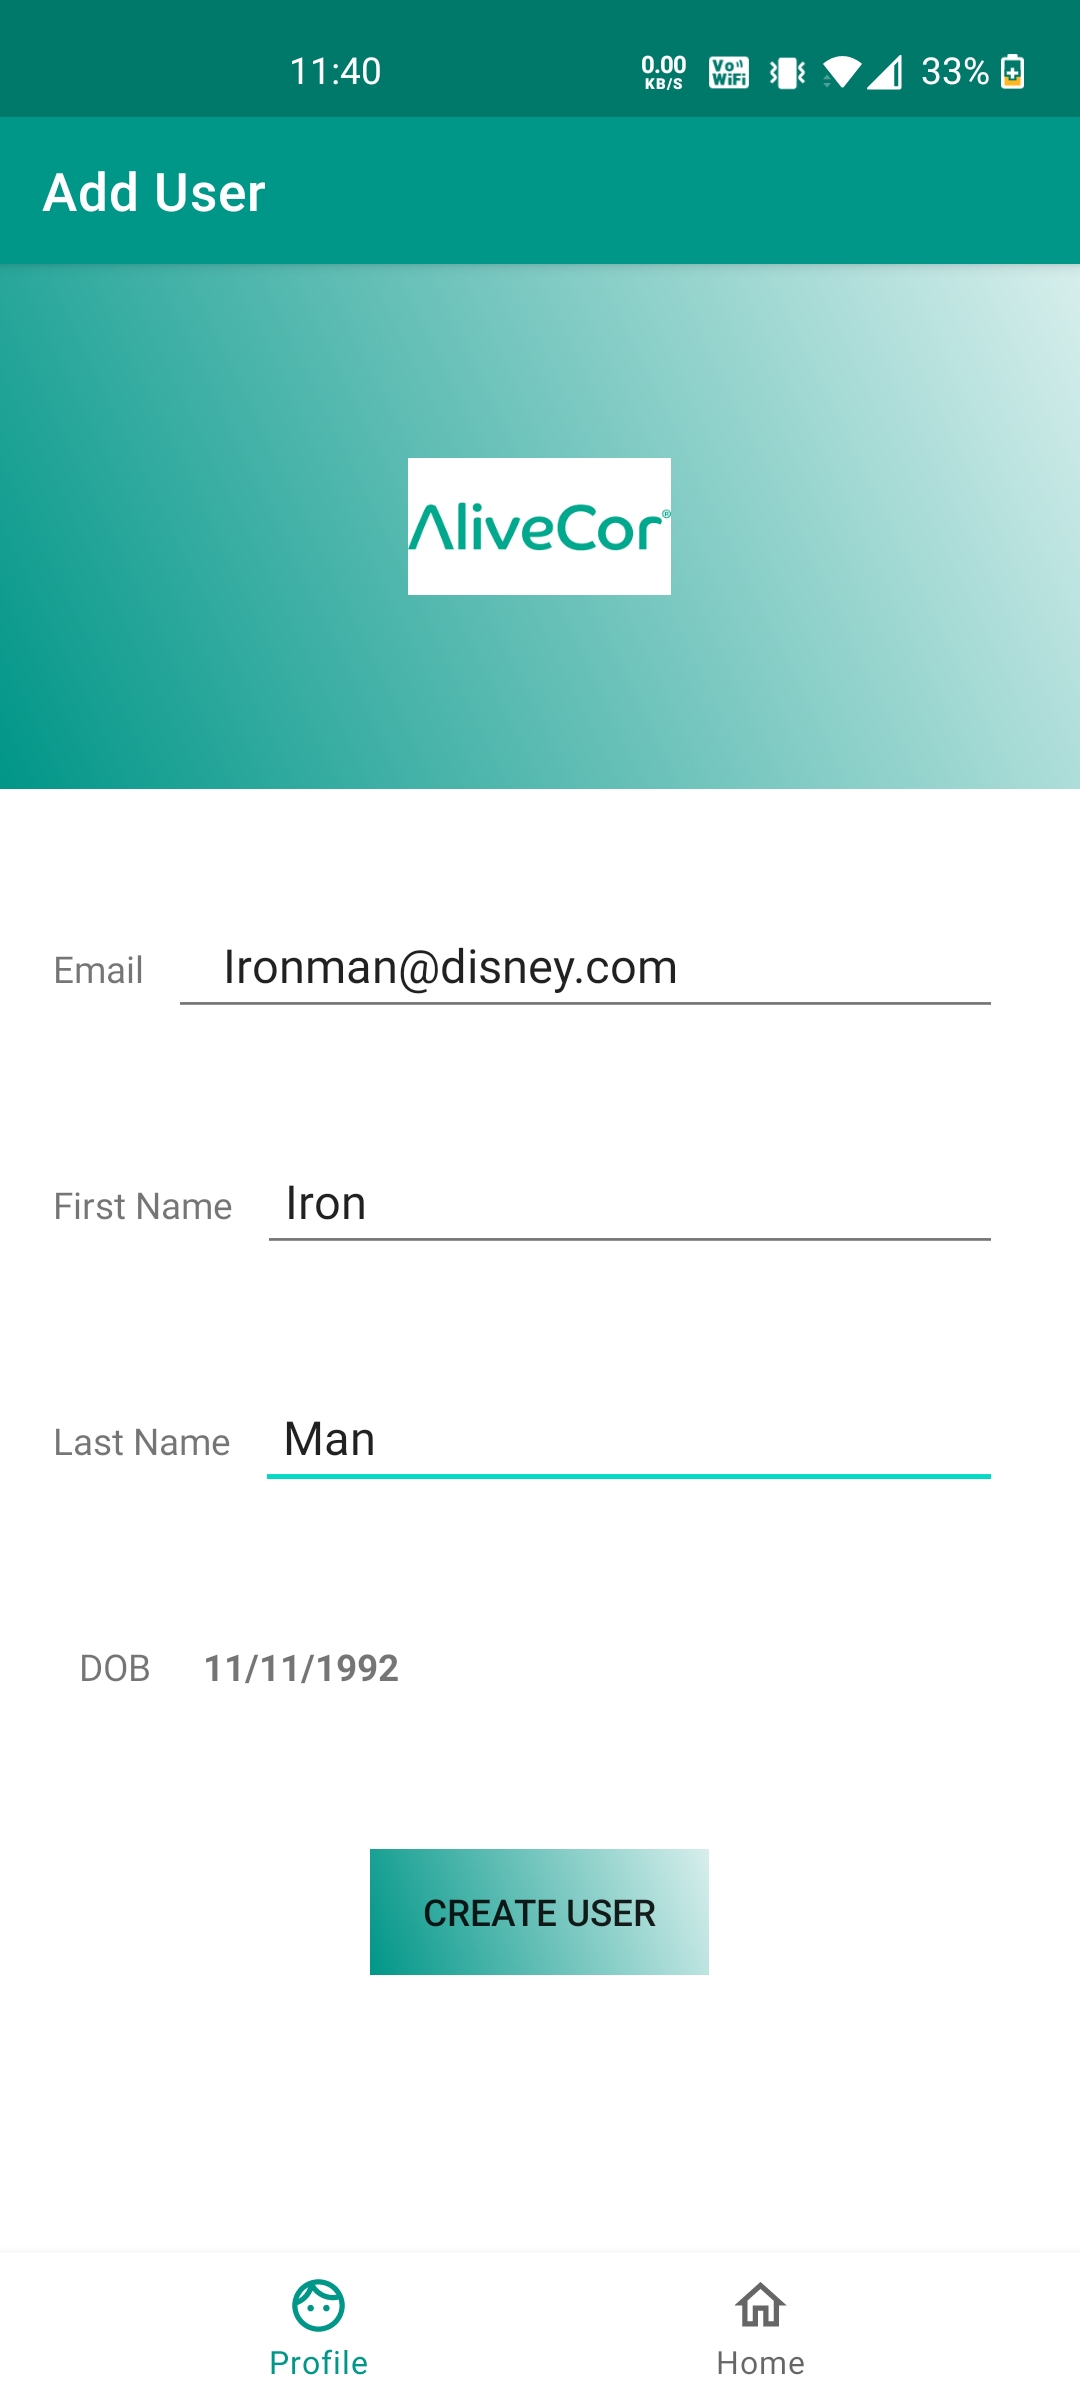 11:40 0.00 KB/S Vo WiFi 33%
Add User
AliveCor®
Email Ironman@disney.com
First Name Iron
Last Name Man
DOB 11/11/1992
CREATE USER
Profile Home